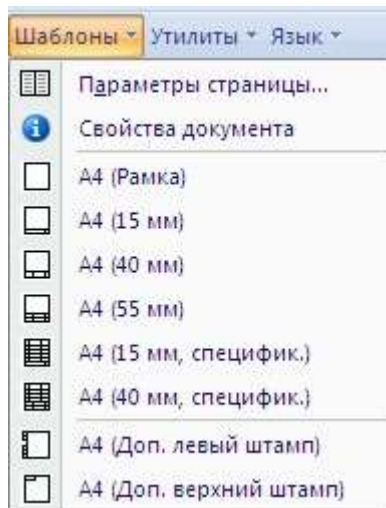 Шаблоны Утилиты Язык
Параметры страницы...
Свойства документа
А4 (Рамка)
А4 (15 мм)
А4 (40 мм)
А4 (55 мм)
А4 (15 мм, специфик.)
А4 (40 мм, специфик.)
А4 (Доп. левый штамп)
А4 (Доп. верхний штамп)